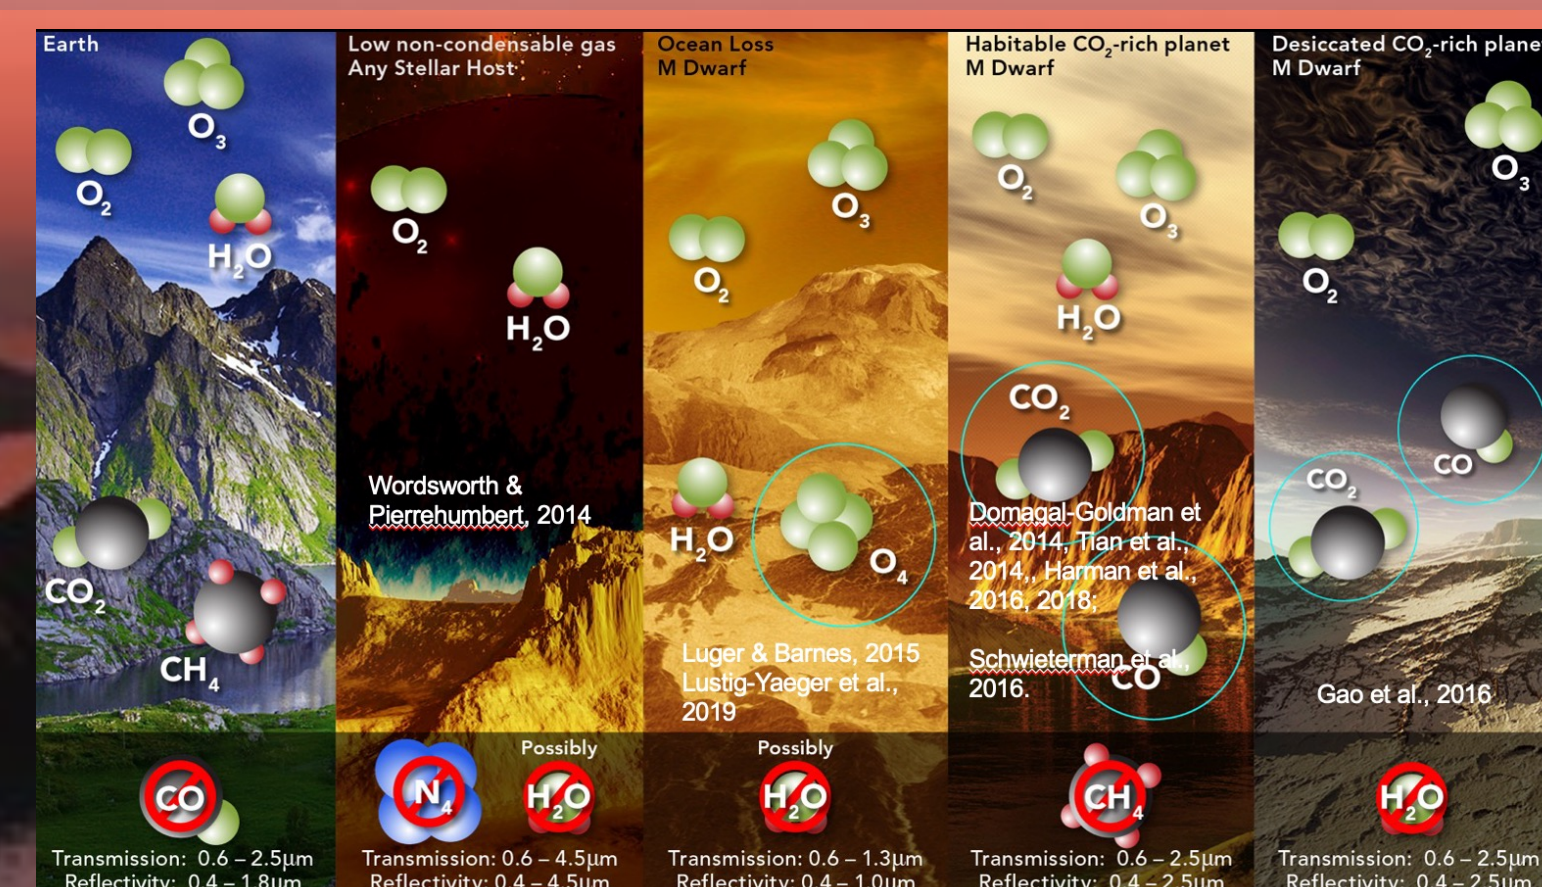 Earth
O3
O2
H2O
CO2
CH4
CO
Transmission: 0.6 – 2.5μm
Reflectivity: 0.4 – 1.8μm
Low non-condensable gas
Any Stellar Host
O2
H2O
Wordsworth &
Pierrehumbert, 2014
Possibly
N4
H2O
Transmission: 0.6 – 4.5μm
Reflectivity: 0.4 – 4.5μm
Ocean Loss
M Dwarf
O3
O2
H2O
O4
Luger & Barnes, 2015
Lustig-Yaeger et al.,
2019
Possibly
H2O
Transmission: 0.6 – 1.3μm
Reflectivity: 0.4 – 1.0μm
Habitable CO2-rich planet
M Dwarf
O2
O3
H2O
CO2
Domagal-Goldman et
al., 2014, Tian et al.,
2014,, Harman et al.,
2016, 2018;
Schwieterman et al.,
2016.
CO
CH4
Transmission: 0.6 – 2.5μm
Reflectivity: 0.4 – 2.5μm
Desiccated CO2-rich plane
M Dwarf
O3
O2
CO
CO2
Gao et al., 2016
H2O
Transmission: 0.6 – 2.5μm
Reflectivity: 0.4 – 2.5μm